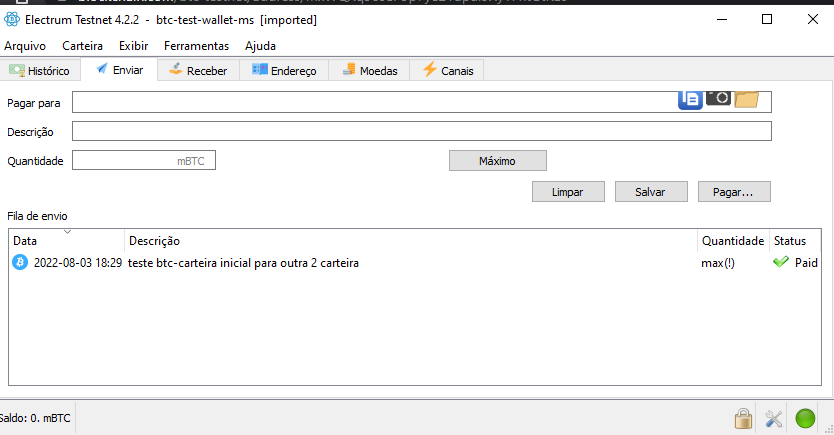 Electrum Testnet 4.2.2 - btc-test-wallet-ms [imported]
Arquivo Carteira Exibir Ferramentas Ajuda
Histórico Enviar Receber Endereço Moedas Canais
Pagar para
Descrição
Quantidade mBTC Máximo
Limpar Salvar Pagar...
Fila de envio
Data Descrição Quantidade Status
2022-08-03 18:29 teste btc-carteira inicial para outra 2 carteira max(!) Paid
Saldo: 0. mBTC